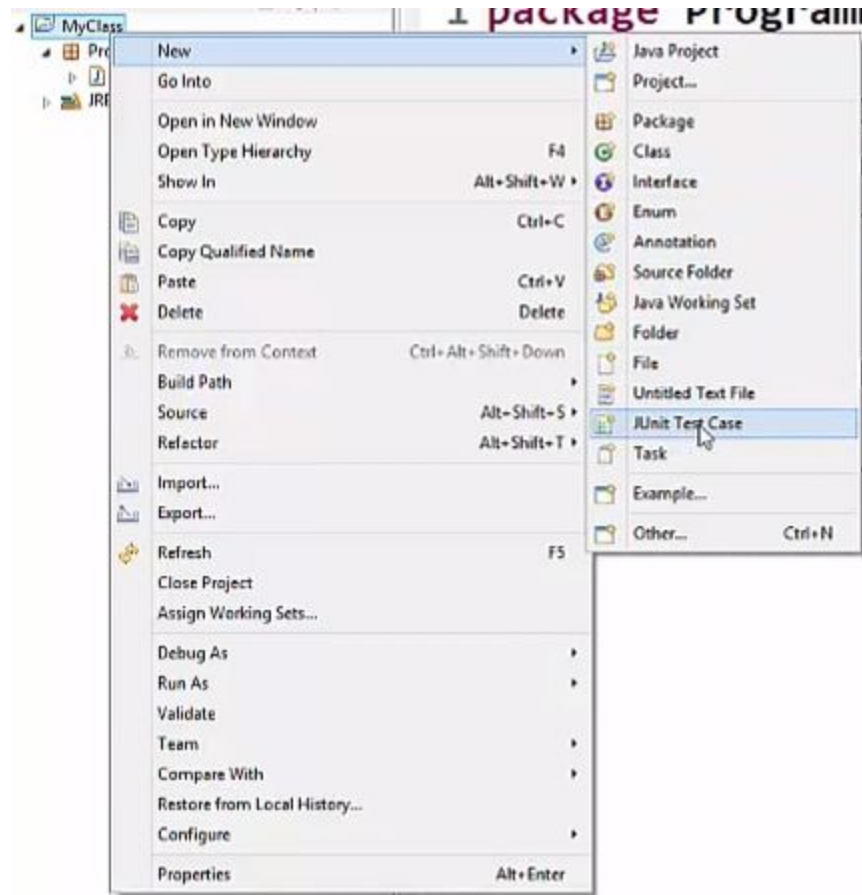 MyClass
1 package
New
Go Into
Open in New Window
Open Type Hierarchy F4
Show In Alt+Shift+W
Copy Ctrl+C
Copy Qualified Name
Paste Ctrl+V
Delete Delete
Remove from Context Ctrl+Alt+Shift+Down
Build Path
Source Alt+Shift+S
Refactor Alt+Shift+T
Import...
Export...
Refresh F5
Close Project
Assign Working Sets...
Debug As
Run As
Validate
Team
Compare With
Restore from Local History...
Configure
Properties Alt+Enter
Java Project
Project...
Package
Class
Interface
Enum
Annotation
Source Folder
Java Working Set
Folder
File
Untitled Text File
JUnit Test Case
Task
Example...
Other... Ctrl+N